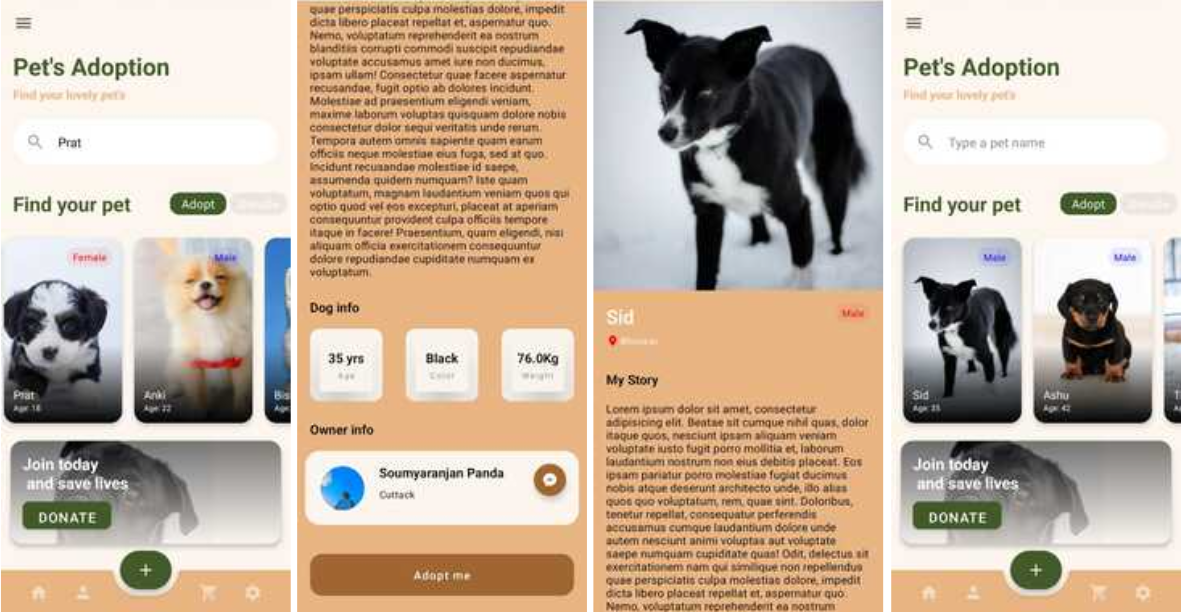 Pet's Adoption
Find your lovely pet's
Prat
Find your pet
Adopt
Donate
Female
Prat
Age: 18
Male
Anki
Age: 22
Bis
Join today
and save lives
DONATE
+
quae perspiciatis culpa molestias dolore, impedit
dicta libero placeat repellat et, aspernatur quo.
Nemo, voluptatum reprehenderit ea nostrum
blanditiis corrupti commodi suscipit repudiandae
voluptate accusamus amet iure non ducimus,
ipsam ullam! Consectetur quae facere aspernatur
recusandae, fugit optio ab dolores incidunt.
Molestiae ad praesentium eligendi veniam,
maxime laborum voluptas quisquam dolore nobis
consectetur dolor sequi veritatis unde rerum.
Tempora autem omnis sapiente quam earum
officiis neque molestiae eius fuga, sed at quo.
Incidunt recusandae molestiae id saepe,
assumenda quidem numquam? Iste quam
voluptatum, magnam laudantium veniam quos qui
optio quod vel eos excepturi, placeat at aperiam
consequuntur provident culpa officiis tempore
itaque in facere! Praesentium, quam eligendi, nisi
aliquam officia exercitationem consequuntur
dolore repudiandae cupiditate numquam ex
voluptatum.
Dog info
35 yrs
Age
Black
Color
76.0Kg
Weight
Owner info
Soumyaranjan Panda
Cuttack
Adopt me
Sid
Male
My Story
Lorem ipsum dolor sit amet, consectetur
adipisicing elit. Beatae sit cumque nihil quas, dolor
itaque quos, nesciunt ipsam aliquam veniam
voluptate iusto fugit porro mollitia et, laborum
laudantium nostrum non eius debitis placeat. Eos
ipsam pariatur porro molestiae fugiat ducimus
nobis atque deserunt architecto unde, illo alias
quos quo voluptatum, rem, quae sint. Doloribus,
tenetur repellat, consequatur perferendis
accusamus cumque laudantium dolore unde
autem nesciunt animi voluptas aut voluptate
saepe numquam cupiditate quas! Odit, delectus sit
exercitationem nam qui similique non repellendus
quae perspiciatis culpa molestias dolore, impedit
dicta libero placeat repellat et, aspernatur quo.
Nemo, voluptatum reprehenderit ea nostrum
Pet's Adoption
Find your lovely pet's
Type a pet name
Find your pet
Adopt
Donate
Male
Sid
Age: 35
Male
Ashu
Age: 42
Join today
and save lives
DONATE
+